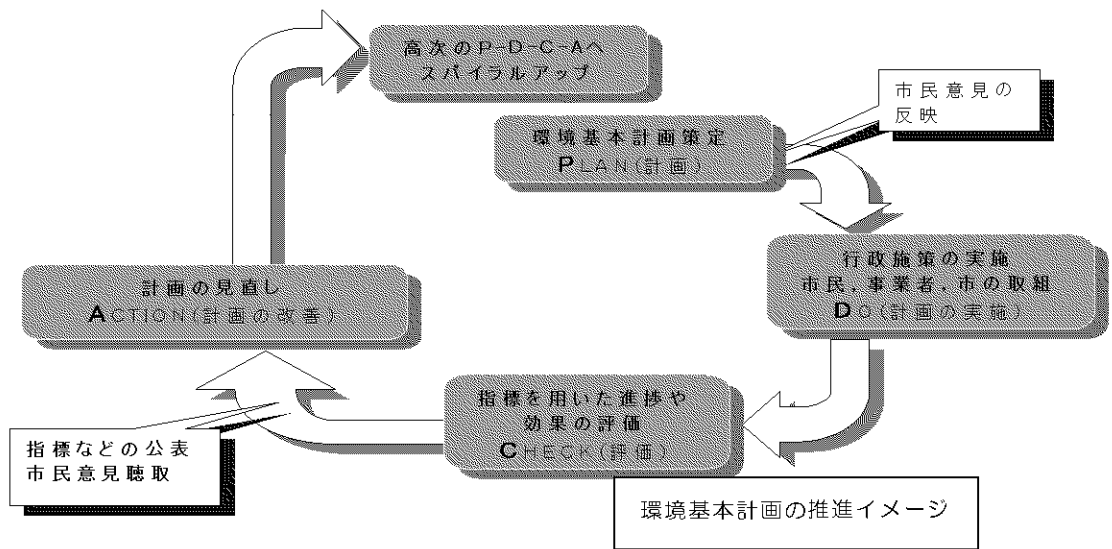 高次のP-D-C-Aへ
スパイラルアップ
市民意見の
反映
環境基本計画策定
PLAN(計画)
行政施策の実施
市民,事業者,市の取組
DO(計画の実施)
計画の見直し
ACTION(計画の改善)
指標を用いた進捗や
効果の評価
CHECK(評価)
指標などの公表
市民意見聴取
環境基本計画の推進イメージ